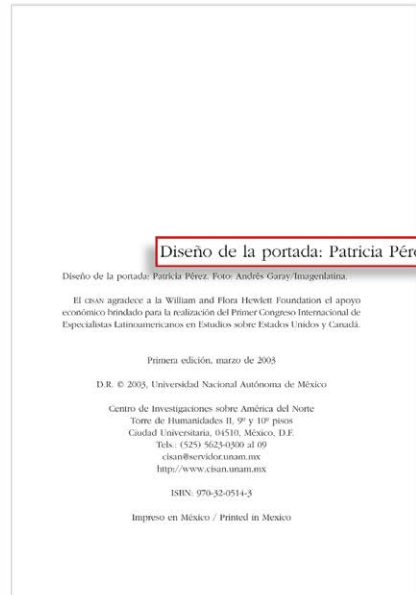 Diseño de la portada: Patricia Pére
Diseño de la portada: Patricia Pérez. Foto: Andrés Garay/Imagenlatina.
El CISAN agradece a la William and Flora Hewlett Foundation el apoyo
económico brindado para la realización del Primer Congreso Internacional de
Especialistas Latinoamericanos en Estudios sobre Estados Unidos y Canadá.
Primera edición, marzo de 2003
D.R. © 2003, Universidad Nacional Autónoma de México
Centro de Investigaciones sobre América del Norte
Torre de Humanidades II, 9º y 10º pisos
Ciudad Universitaria, 04510, México, D.F.
Tels.: (525) 5623-0300 al 09
cisan@servidor.unam.mx
http://www.cisan.unam.mx
ISBN: 970-32-0514-3
Impreso en México / Printed in Mexico